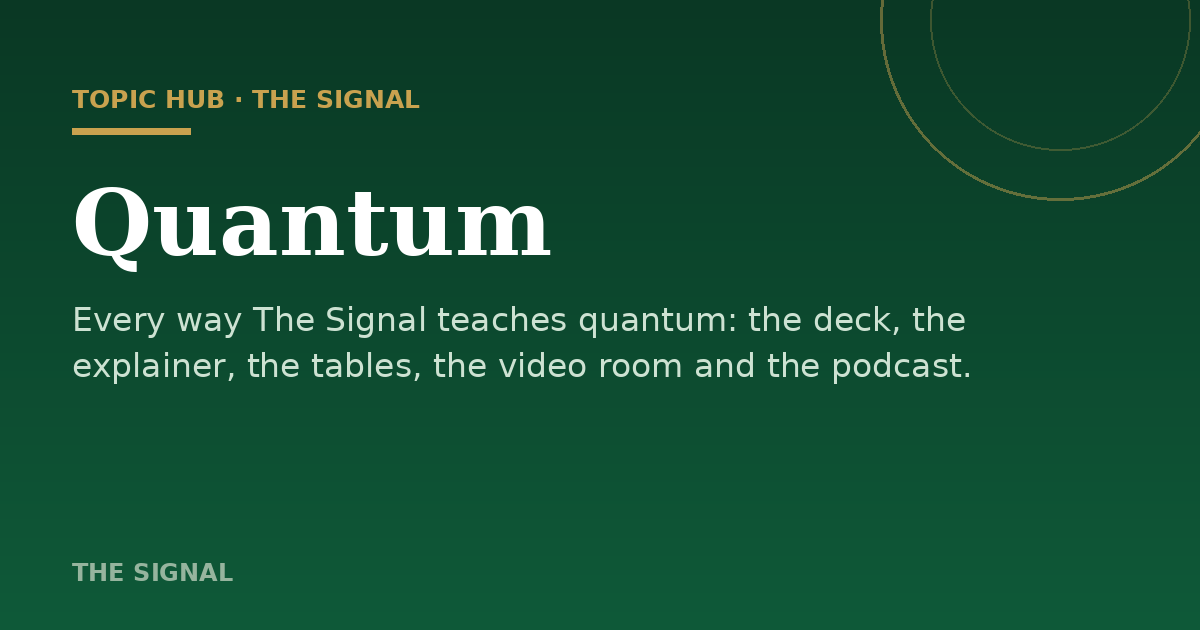 TOPIC HUB · THE SIGNAL
Quantum
Every way The Signal teaches quantum: the deck, the
explainer, the tables, the video room and the podcast.
THE SIGNAL